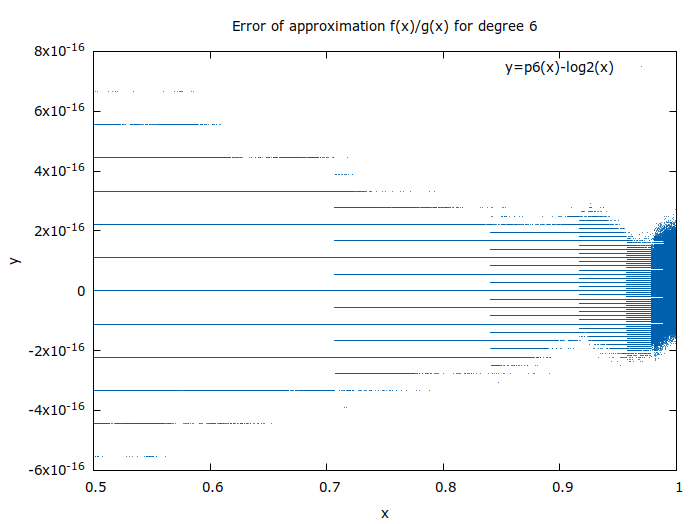 Error of approximation f(x)/g(x) for degree 6
y=p6(x)-log2(x)
8x10⁻¹⁶
6x10⁻¹⁶
4x10⁻¹⁶
2x10⁻¹⁶
0
-2x10⁻¹⁶
-4x10⁻¹⁶
-6x10⁻¹⁶
y
0.5 0.6 0.7 0.8 0.9 1
x